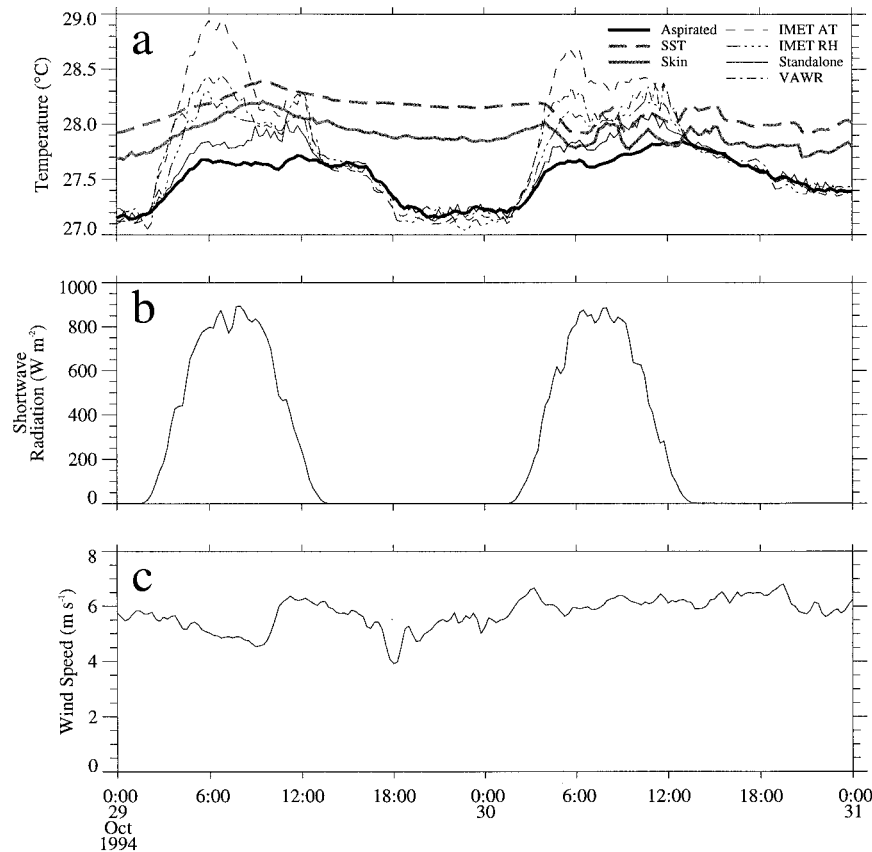 a
Temperature (°C)
29.0
28.5
28.0
27.5
27.0
Aspirated
SST
Skin
IMET AT
IMET RH
Standalone
VAWR
b
Shortwave
Radiation (W m-2)
1000
800
600
400
200
0
c
Wind Speed (m s-1)
8
6
4
2
0
0:00 6:00 12:00 18:00 0:00 6:00 12:00 18:00 0:00
29 30 31
Oct
1994